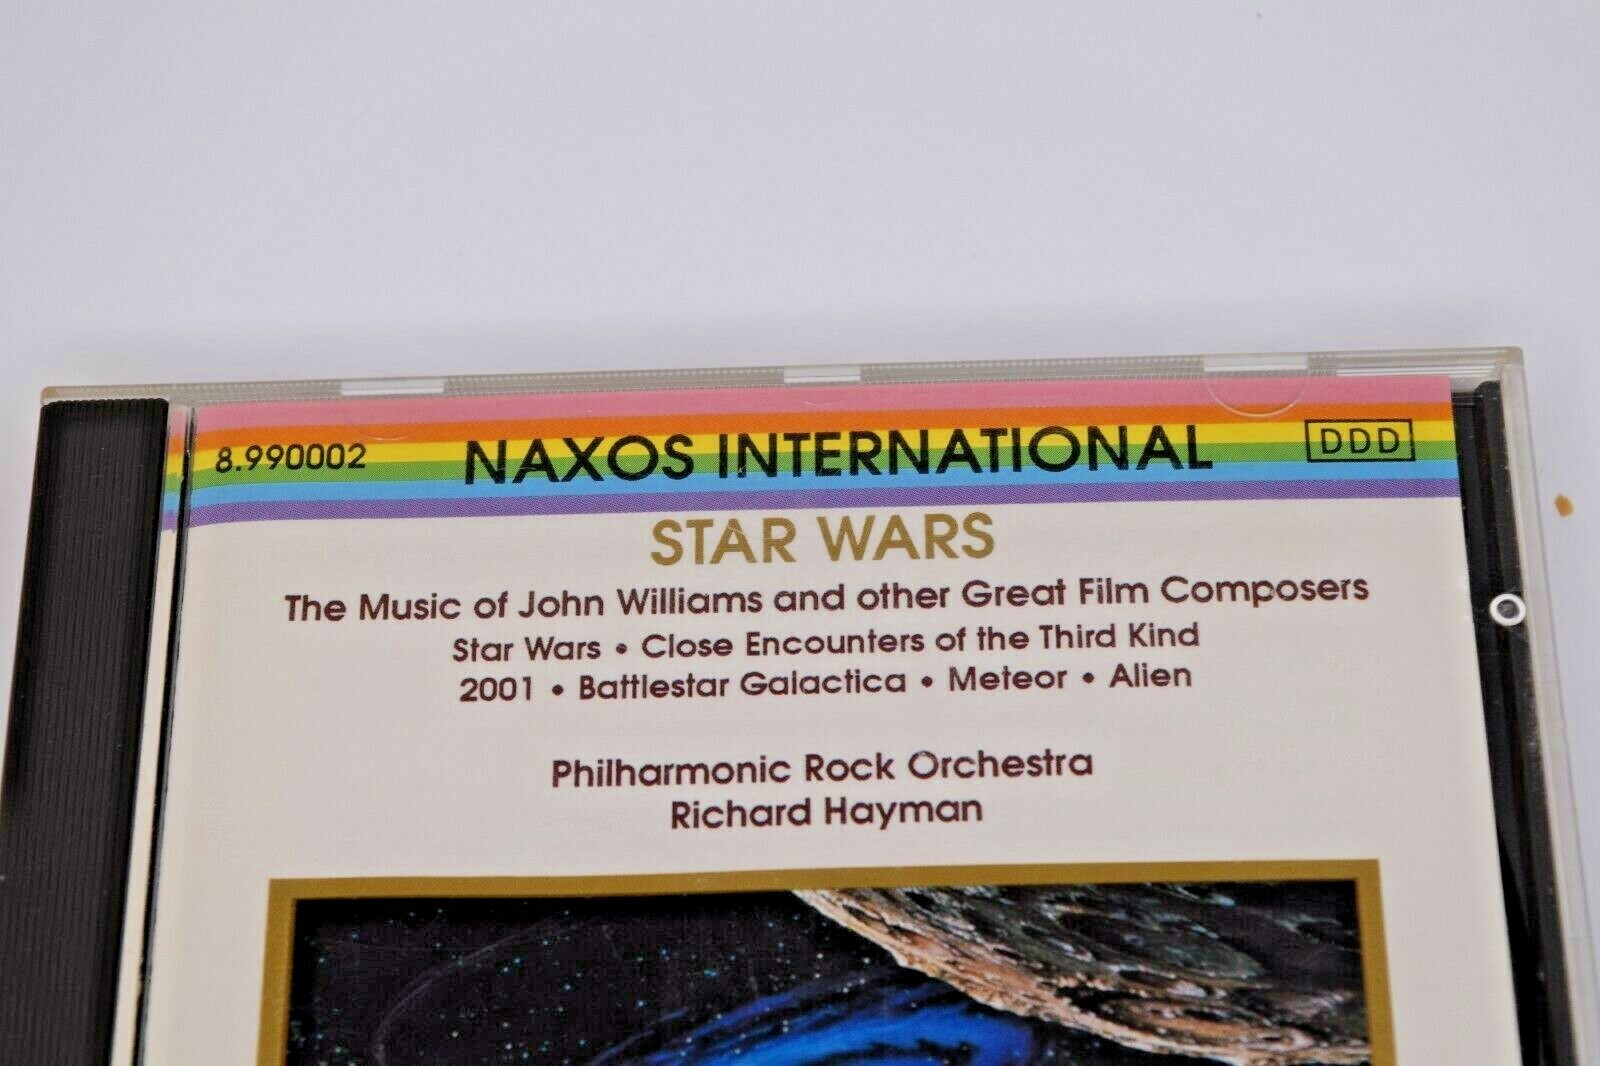 8.990002 NAXOS INTERNATIONAL DDD
STAR WARS
The Music of John Williams and other Great Film Composers
Star Wars • Close Encounters of the Third Kind
2001 • Battlestar Galactica • Meteor • Alien
Philharmonic Rock Orchestra
Richard Hayman